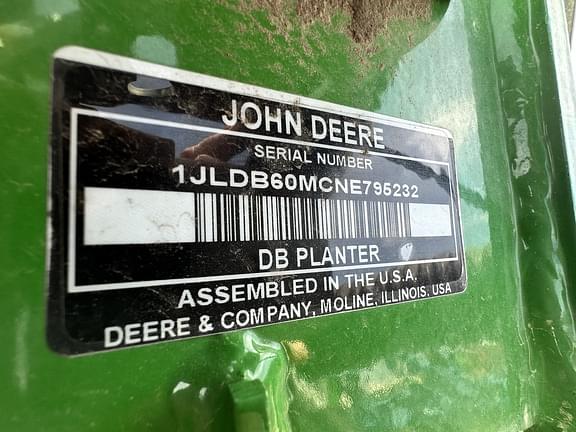 JOHN DEERE
SERIAL NUMBER
1JLDB60MCNE795232
DB PLANTER
ASSEMBLED IN THE U.S.A.
DEERE & COMPANY, MOLINE, ILLINOIS. USA